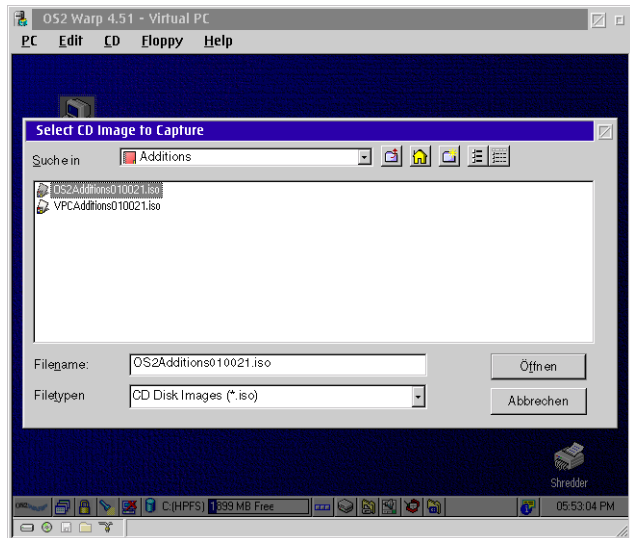 OS2 Warp 4.51 - Virtual PC
PC Edit CD Floppy Help
Select CD Image to Capture
Suche in Additions
OS2Additions010021.iso
VPCAdditions010021.iso
Filename: OS2Additions010021.iso Öffnen
Filetypen CD Disk Images (*.iso) Abbrechen
Shredder
C:(HPFS) 1899 MB Free 05:53:04 PM